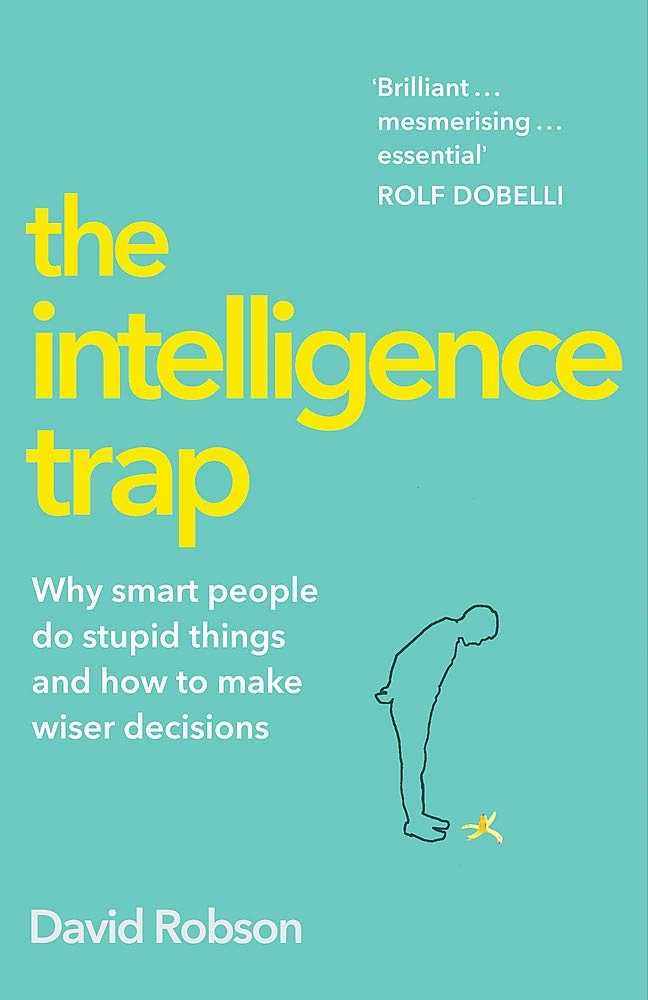 ‘Brilliant...
mesmerising...
essential’
ROLF DOBELLI
the
intelligence
trap
Why smart people
do stupid things
and how to make
wiser decisions
David Robson